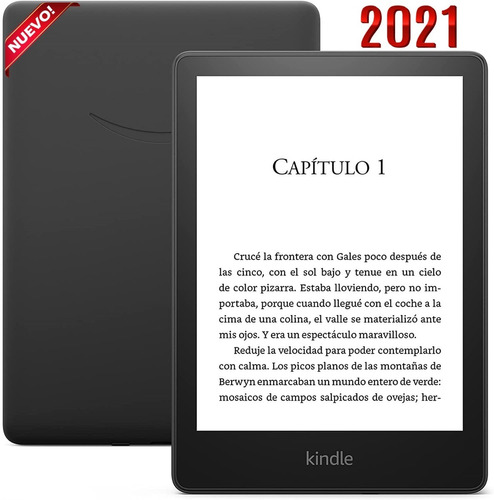 NUEVO!
2021
CAPÍTULO 1
Crucé la frontera con Gales poco después de
las cinco, con el sol bajo y tenue en un cielo
de color pizarra. Estaba lloviendo, pero no im-
portaba, porque cuando llegué con el coche a la
cima de una colina, el valle se materializó ante
mis ojos. Y era un espectáculo maravilloso.
Reduje la velocidad para poder contemplarlo
con calma. Los picos planos de las montañas de
Berwyn enmarcaban un mundo entero de verde:
mosaicos de campos salpicados de ovejas; her-
kindle